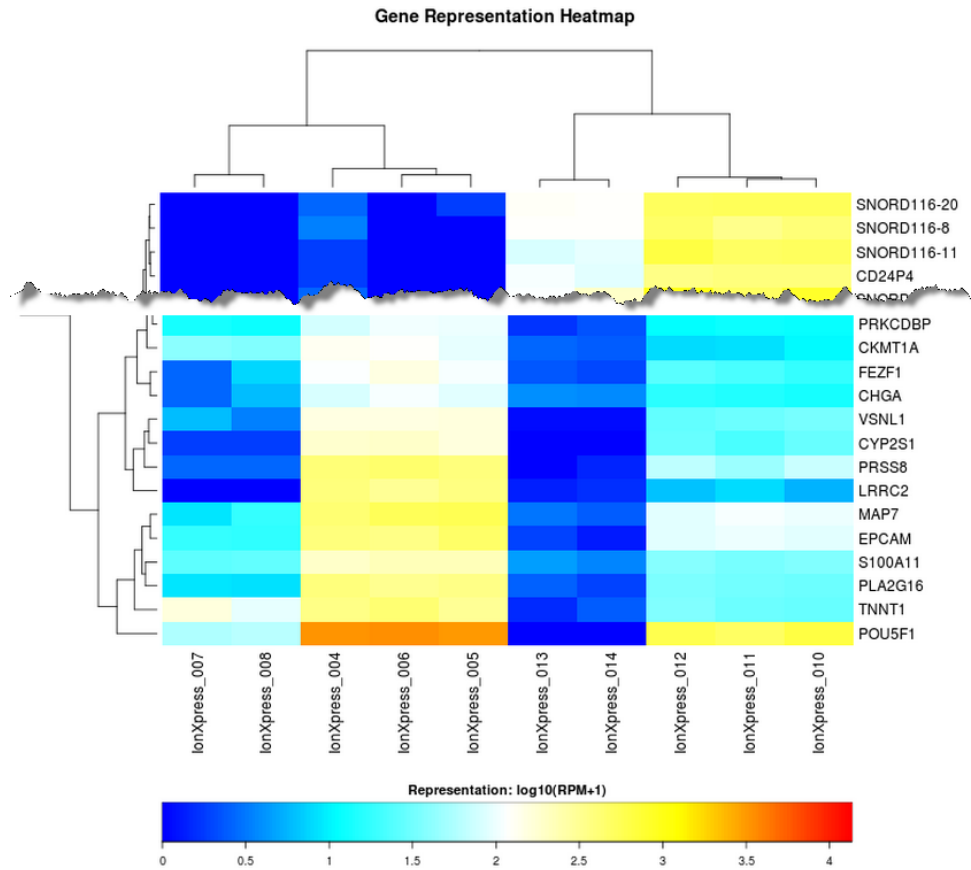 Gene Representation Heatmap
SNORD116-20
SNORD116-8
SNORD116-11
CD24P4
PRKCDBP
CKMT1A
FEZF1
CHGA
VSNL1
CYP2S1
PRSS8
LRRC2
MAP7
EPCAM
S100A11
PLA2G16
TNNT1
POU5F1
IonXpress_007
IonXpress_008
IonXpress_004
IonXpress_006
IonXpress_005
IonXpress_013
IonXpress_014
IonXpress_012
IonXpress_011
IonXpress_010
Representation: log10(RPM+1)
0 0.5 1 1.5 2 2.5 3 3.5 4